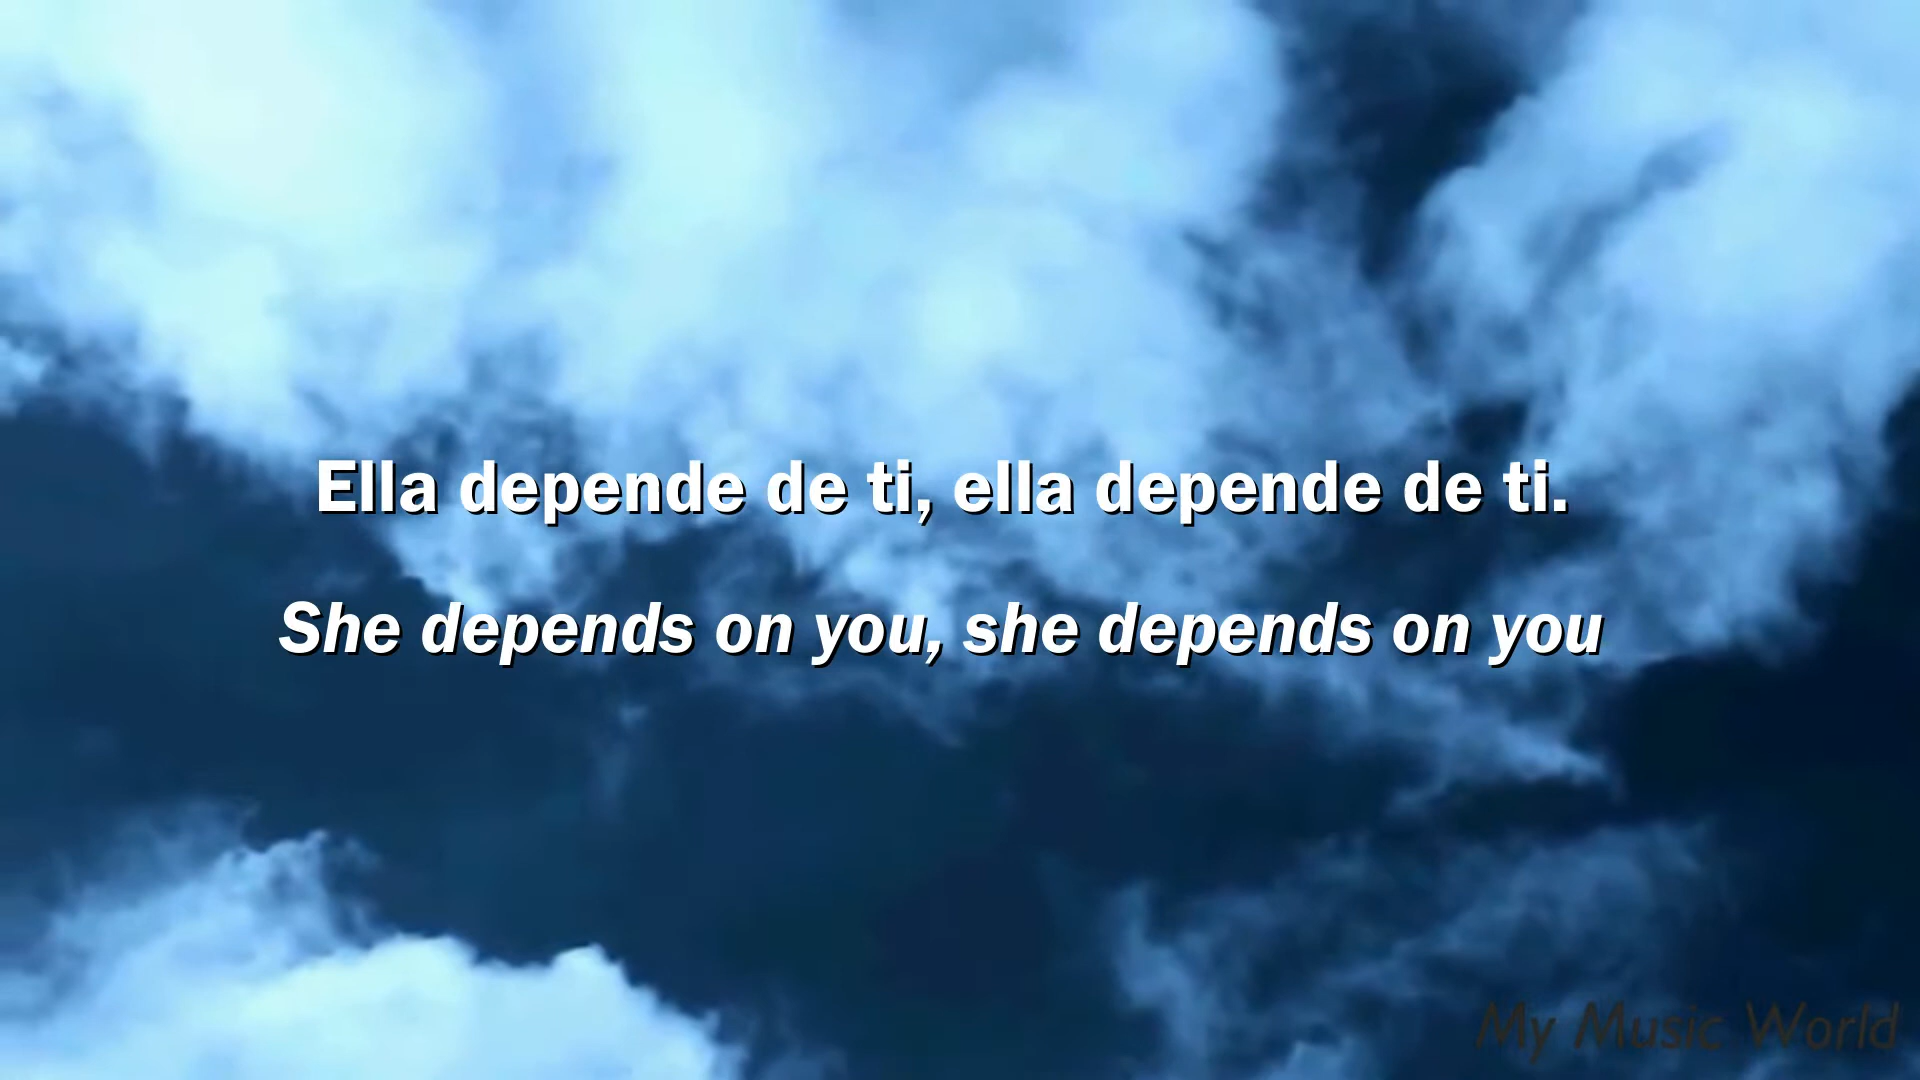 Ella depende de ti, ella depende de ti.
She depends on you, she depends on you
My Music World